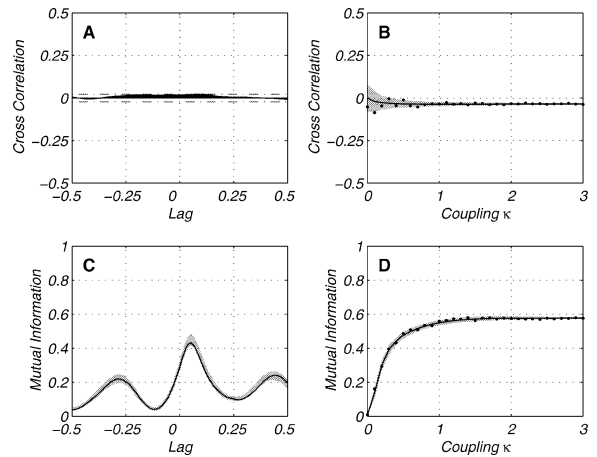 A
Cross Correlation
0.5
0.25
0
−0.25
−0.5
−0.5 −0.25 0 0.25 0.5
Lag
B
Cross Correlation
0.5
0.25
0
−0.25
−0.5
0 1 2 3
Coupling κ
C
Mutual Information
1
0.8
0.6
0.4
0.2
0
−0.5 −0.25 0 0.25 0.5
Lag
D
Mutual Information
1
0.8
0.6
0.4
0.2
0
0 1 2 3
Coupling κ